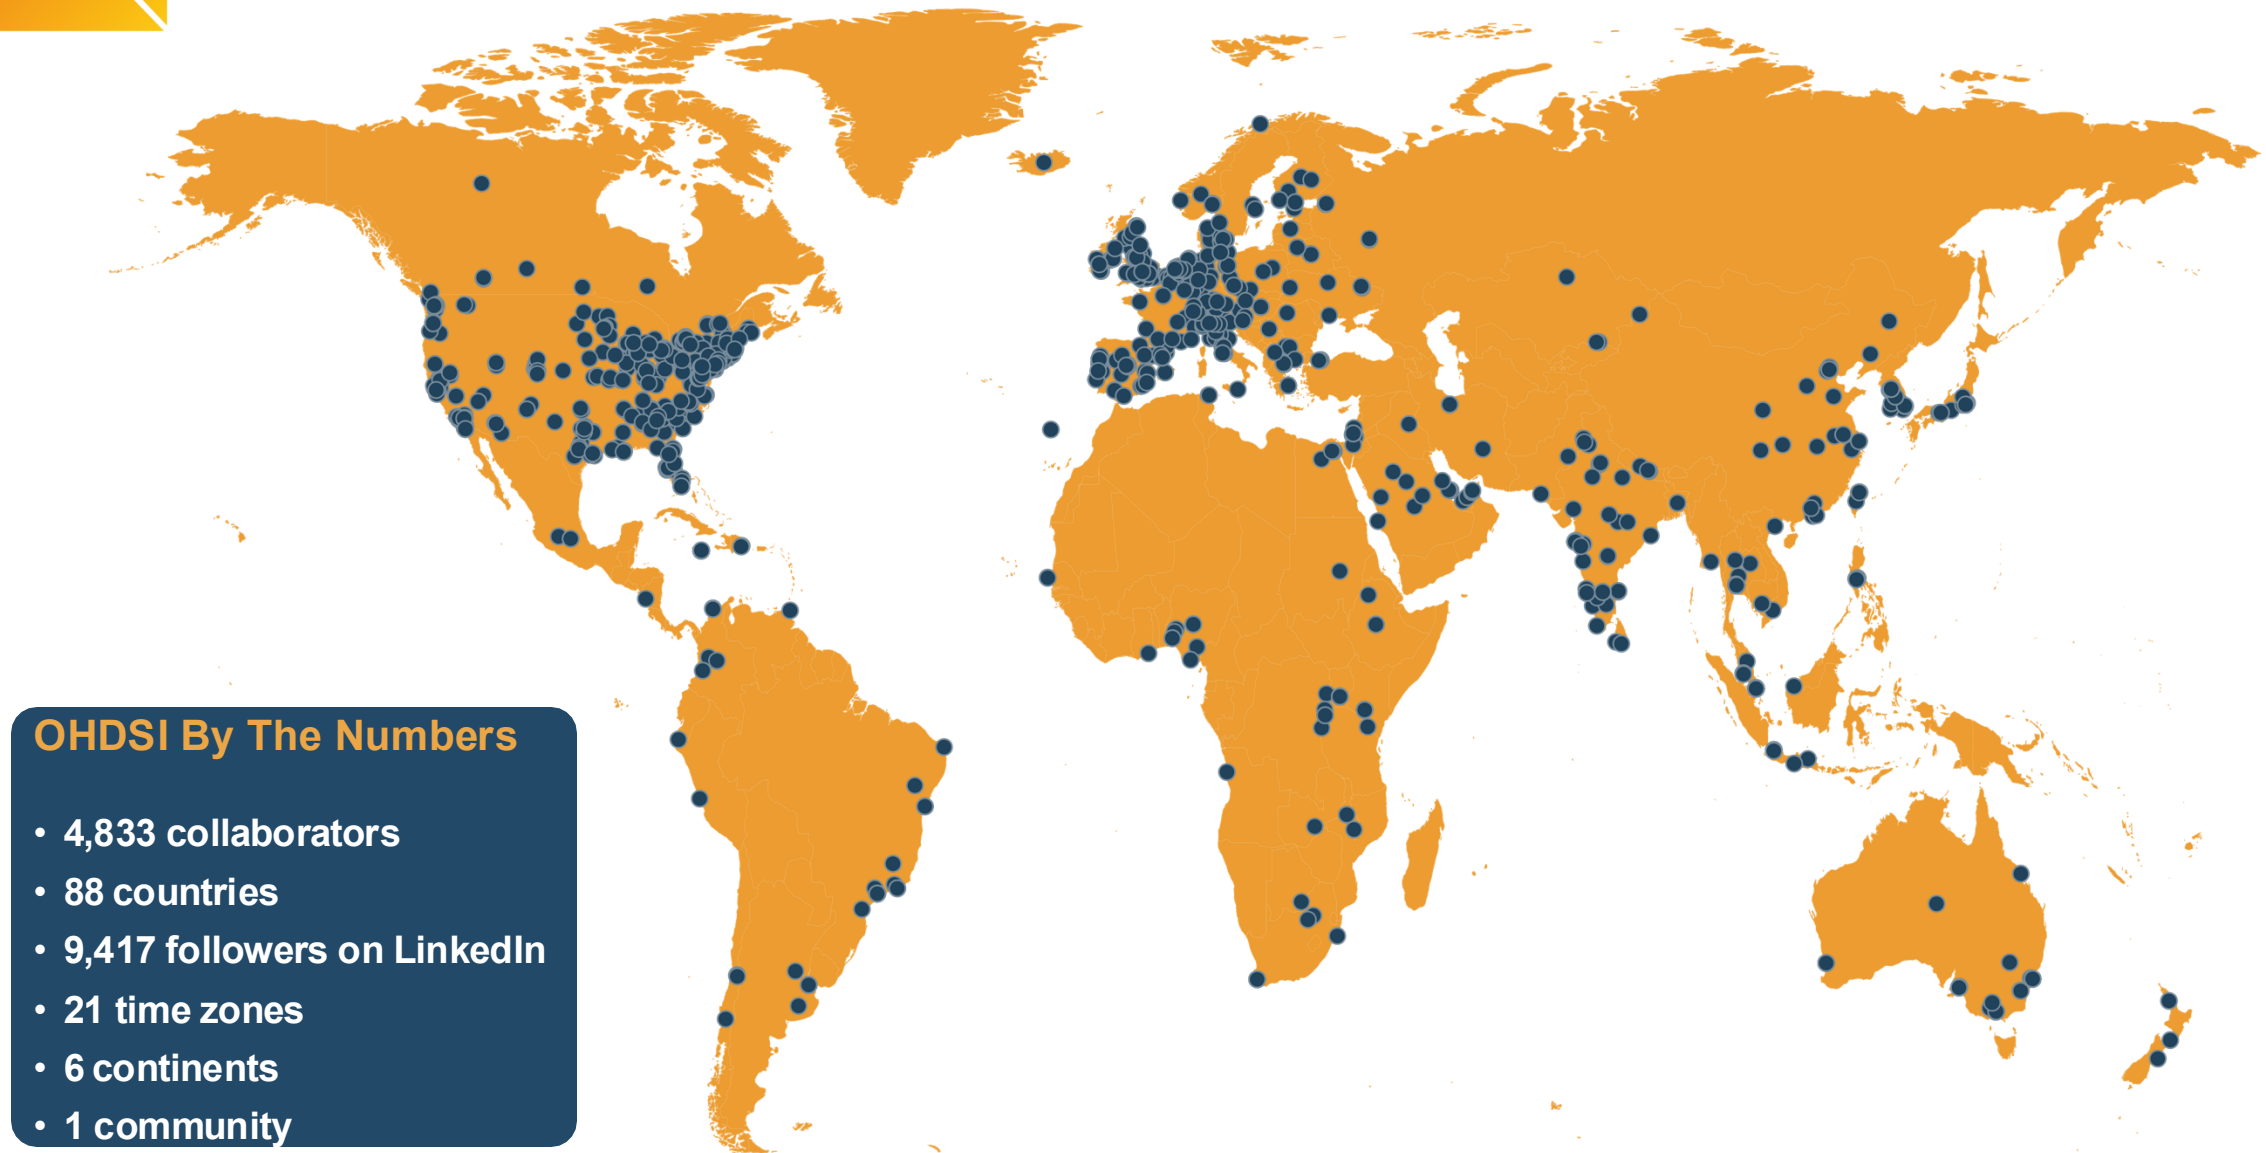 OHDSI By The Numbers
• 4,833 collaborators
• 88 countries
• 9,417 followers on LinkedIn
• 21 time zones
• 6 continents
• 1 community